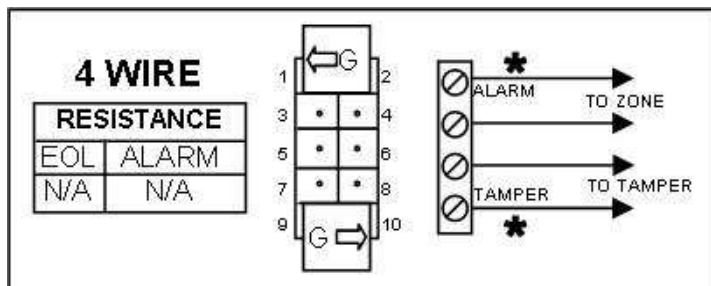 4 WIRE
RESISTANCE
EOL ALARM
N/A N/A
G
1 2
3 4
5 6
7 8
9 10
G
*
ALARM
TO ZONE
TO TAMPER
TAMPER
*